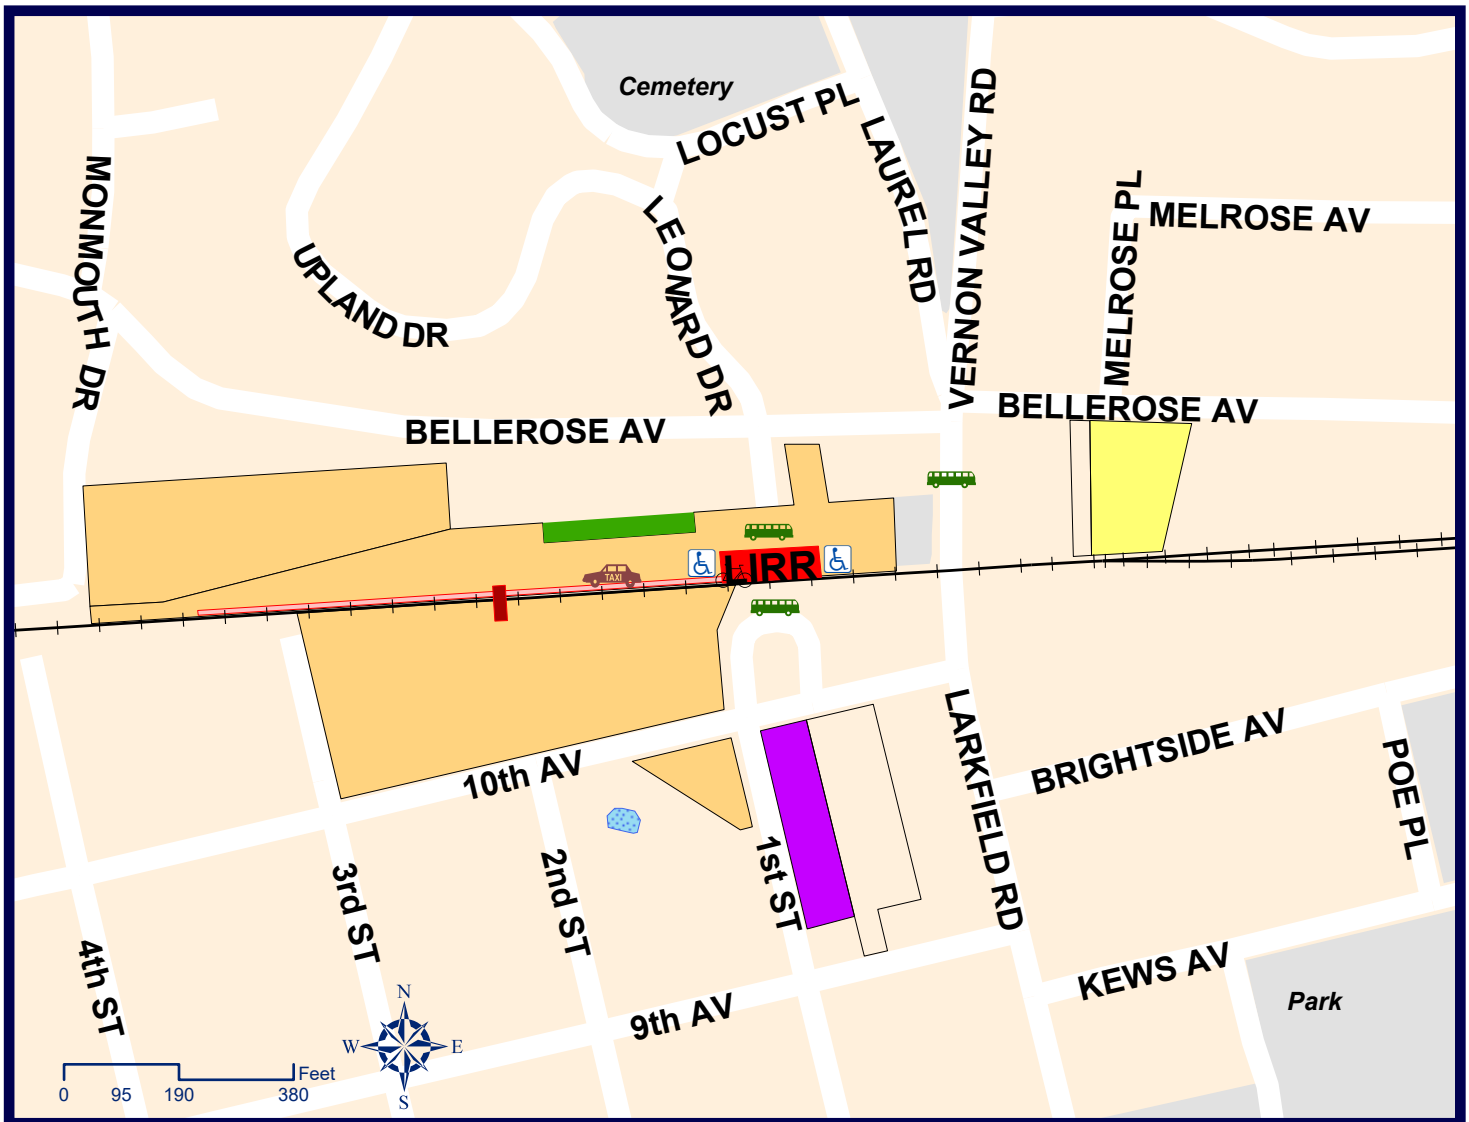 Cemetery
LOCUST PL
LAUREL RD
VERNON VALLEY RD
MONMOUTH DR
MELROSE PL
MELROSE AV
LEONARD DR
UPLAND DR
BELLEROSE AV
BELLEROSE AV
LIRR
TAXI
LARKFIELD RD
BRIGHTSIDE AV
POE PL
10th AV
1st ST
2nd ST
3rd ST
4th ST
KEWS AV
9th AV
Park
N
W
E
S
Feet
0 95 190 380